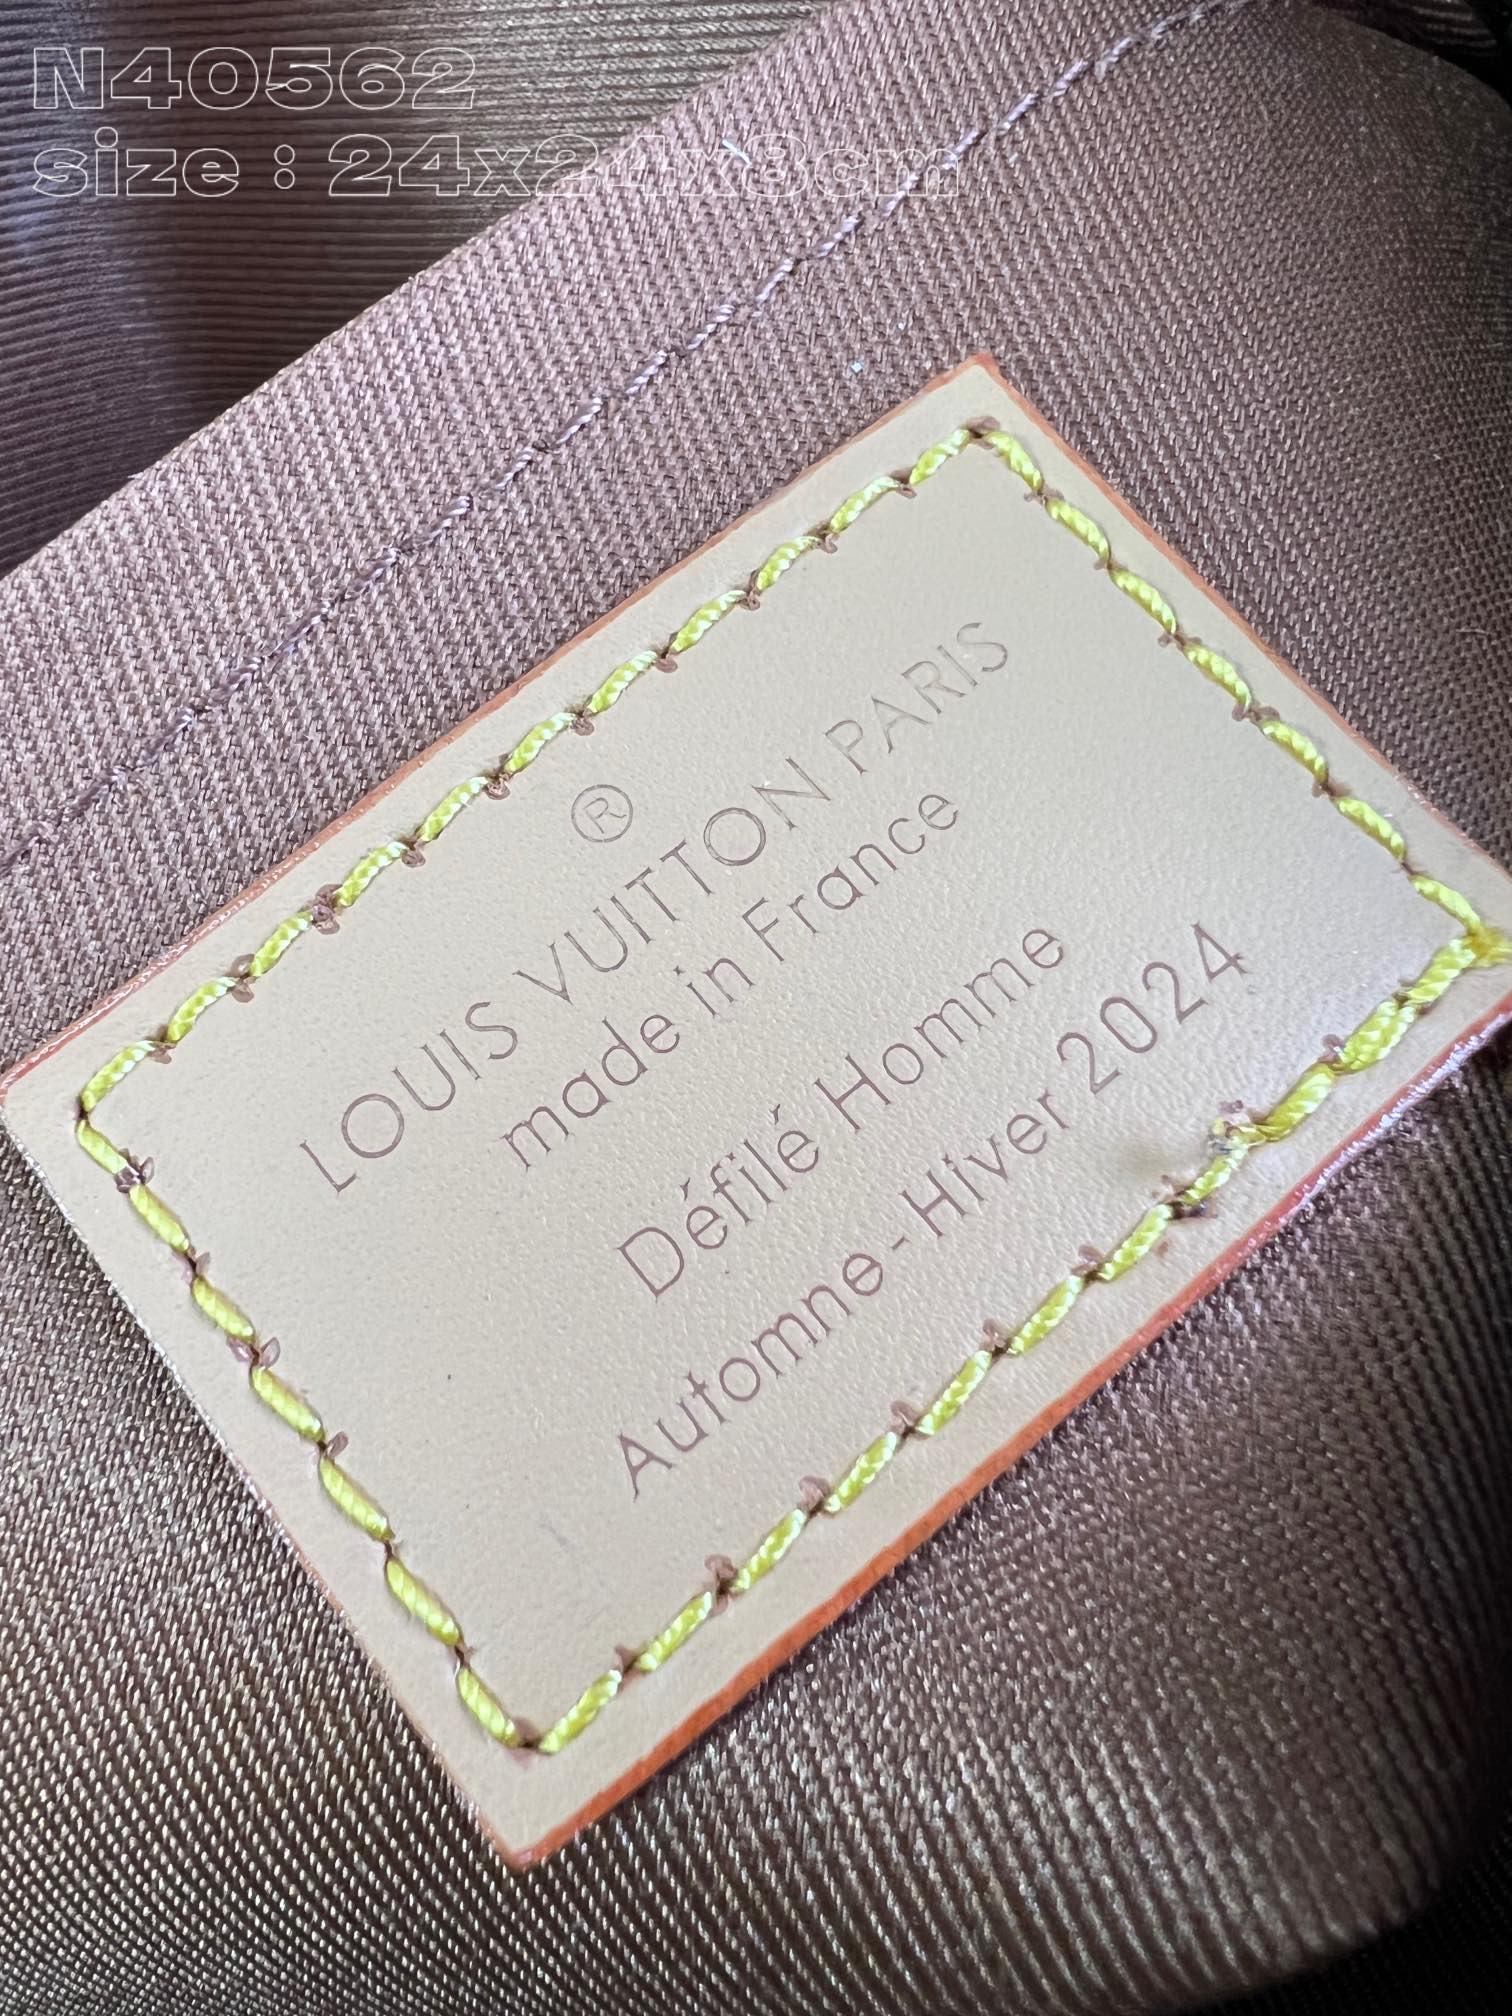 N40562
size : 24x24x8cm
®
LOUIS VUITTON PARIS
made in France
Défilé Homme
Automne-Hiver 2024